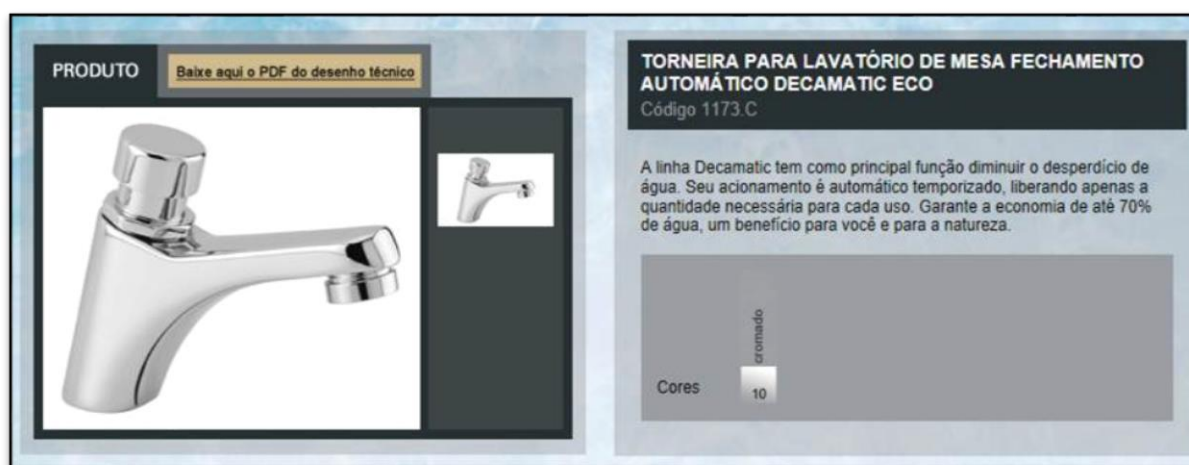 PRODUTO
Baixe aqui o PDF do desenho técnico
TORNEIRA PARA LAVATÓRIO DE MESA FECHAMENTO
AUTOMÁTICO DECAMATIC ECO
Código 1173.C
A linha Decamatic tem como principal função diminuir o desperdício de
água. Seu acionamento é automático temporizado, liberando apenas a
quantidade necessária para cada uso. Garante a economia de até 70%
de água, um benefício para você e para a natureza.
cromado
Cores
10